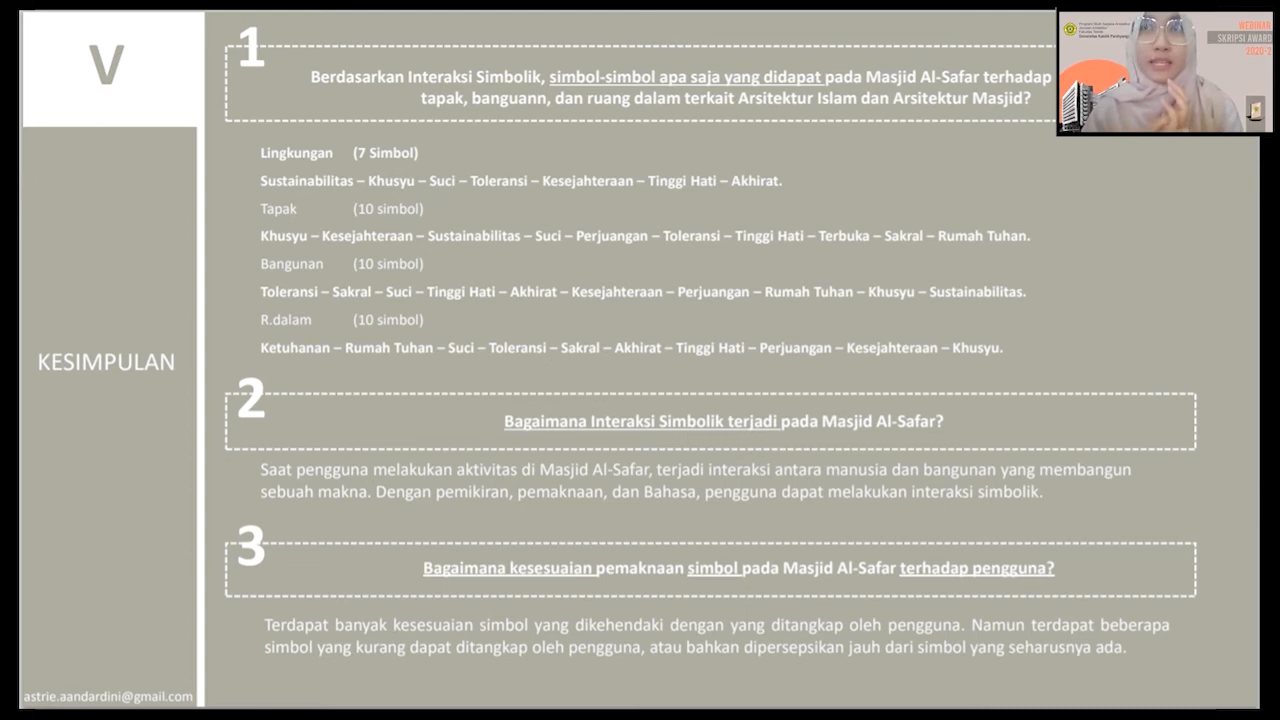 V
KESIMPULAN
astrie.aandardini@gmail.com
1
Berdasarkan Interaksi Simbolik, simbol-simbol apa saja yang didapat pada Masjid Al-Safar terhadap
tapak, banguann, dan ruang dalam terkait Arsitektur Islam dan Arsitektur Masjid?
Lingkungan (7 Simbol)
Sustainabilitas – Khusyu – Suci – Toleransi – Kesejahteraan – Tinggi Hati – Akhirat.
Tapak (10 simbol)
Khusyu – Kesejahteraan – Sustainabilitas – Suci – Perjuangan – Toleransi – Tinggi Hati – Terbuka – Sakral – Rumah Tuhan.
Bangunan (10 simbol)
Toleransi – Sakral – Suci – Tinggi Hati – Akhirat – Kesejahteraan – Perjuangan – Rumah Tuhan – Khusyu – Sustainabilitas.
R.dalam (10 simbol)
Ketuhanan – Rumah Tuhan – Suci – Toleransi – Sakral – Akhirat – Tinggi Hati – Perjuangan – Kesejahteraan – Khusyu.
2
Bagaimana Interaksi Simbolik terjadi pada Masjid Al-Safar?
Saat pengguna melakukan aktivitas di Masjid Al-Safar, terjadi interaksi antara manusia dan bangunan yang membangun
sebuah makna. Dengan pemikiran, pemaknaan, dan Bahasa, pengguna dapat melakukan interaksi simbolik.
3
Bagaimana kesesuaian pemaknaan simbol pada Masjid Al-Safar terhadap pengguna?
Terdapat banyak kesesuaian simbol yang dikehendaki dengan yang ditangkap oleh pengguna. Namun terdapat beberapa
simbol yang kurang dapat ditangkap oleh pengguna, atau bahkan dipersepsikan jauh dari simbol yang seharusnya ada.
WEBINAR
SKRIPSI AWARD
2020-2